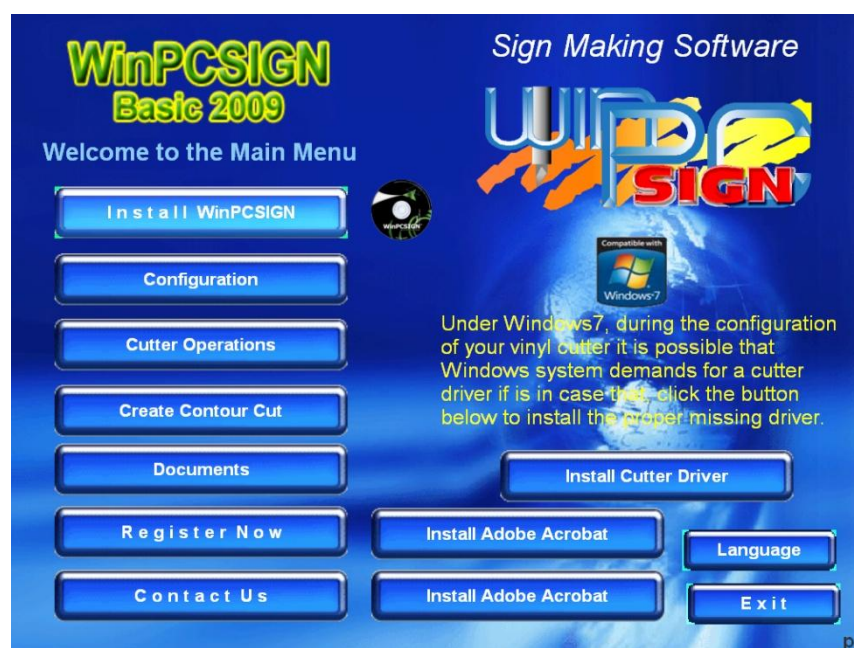 WinPCSIGN
Basic 2009
Welcome to the Main Menu
Install WinPCSIGN
Configuration
Cutter Operations
Create Contour Cut
Documents
Register Now
Contact Us
Sign Making Software
WIN PC
SIGN
WinPCSIGN
Compatible with
Windows 7
Under Windows7, during the configuration
of your vinyl cutter it is possible that
Windows system demands for a cutter
driver if is in case that, click the button
below to install the proper missing driver.
Install Cutter Driver
Install Adobe Acrobat
Language
Install Adobe Acrobat
Exit
p